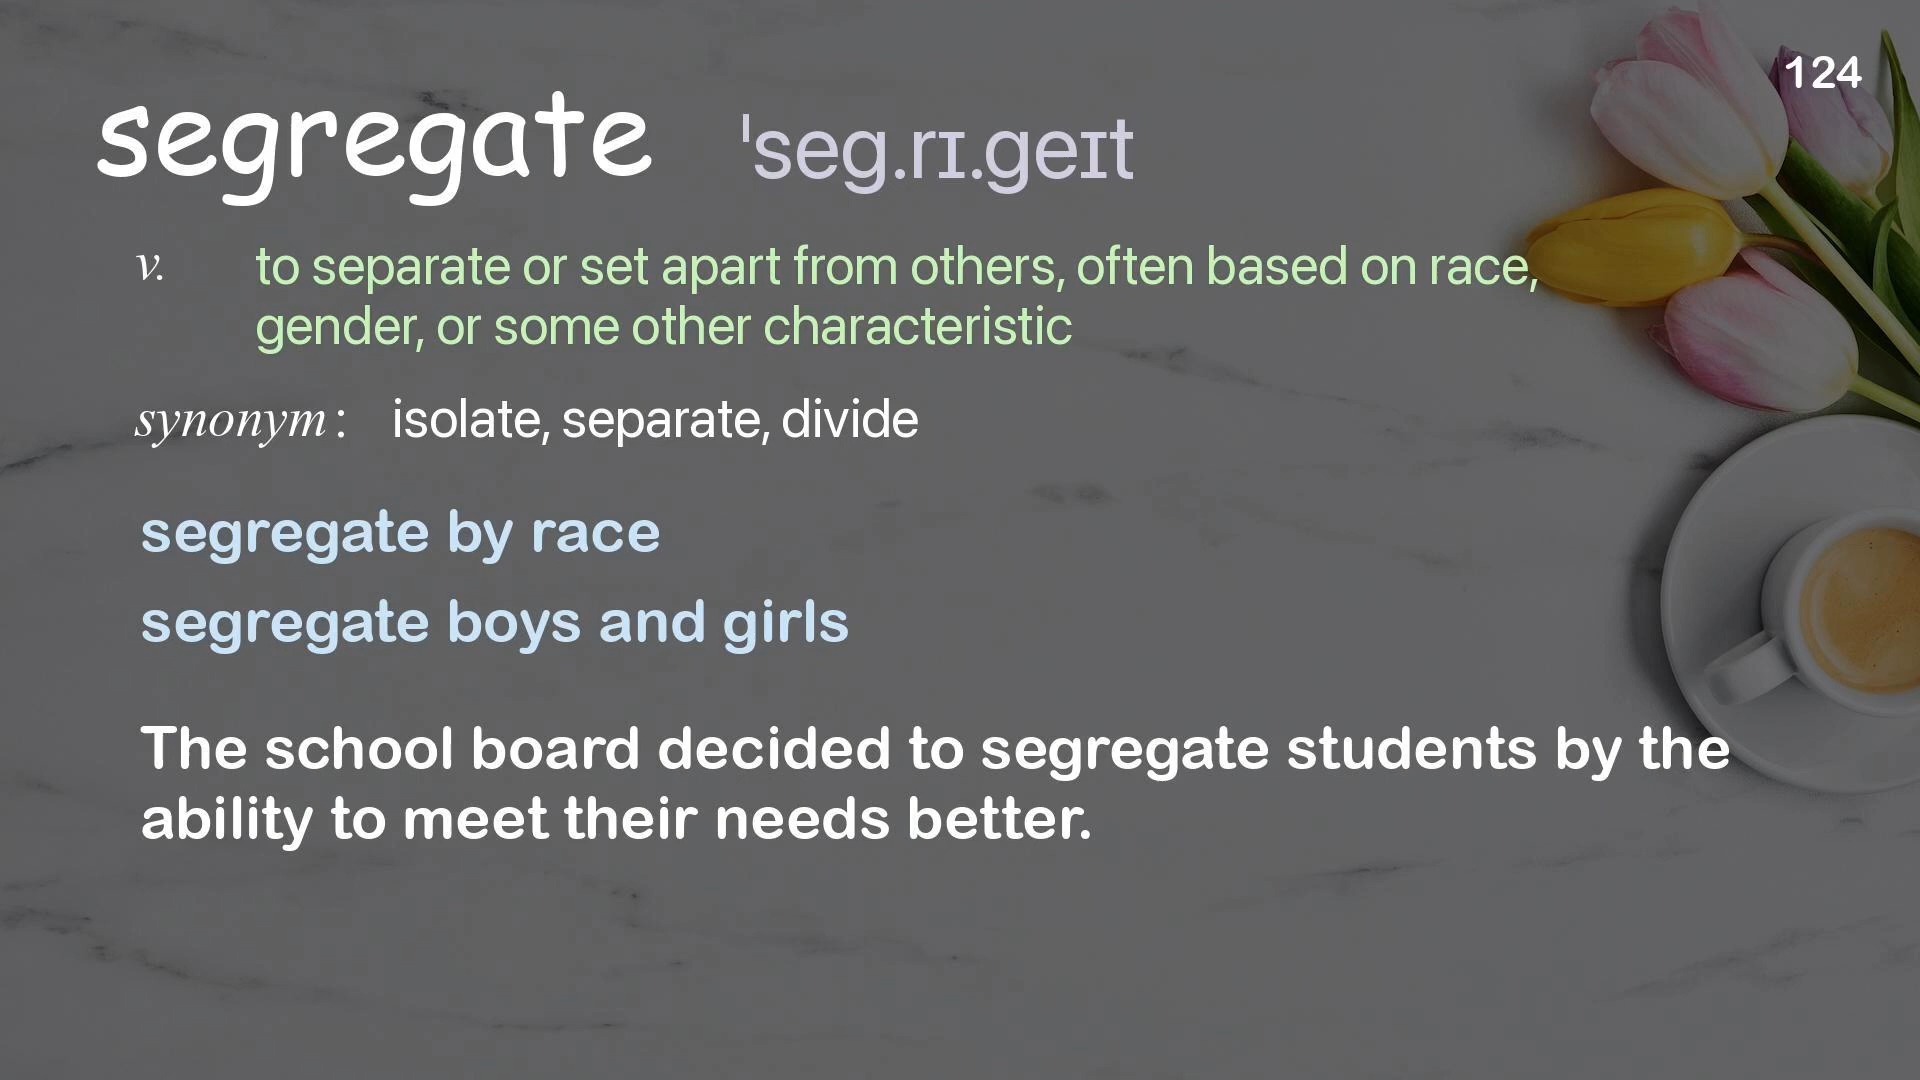 124
segregate ˈseg.rɪ.geɪt
v. to separate or set apart from others, often based on race,
gender, or some other characteristic
synonym: isolate, separate, divide
segregate by race
segregate boys and girls
The school board decided to segregate students by the
ability to meet their needs better.